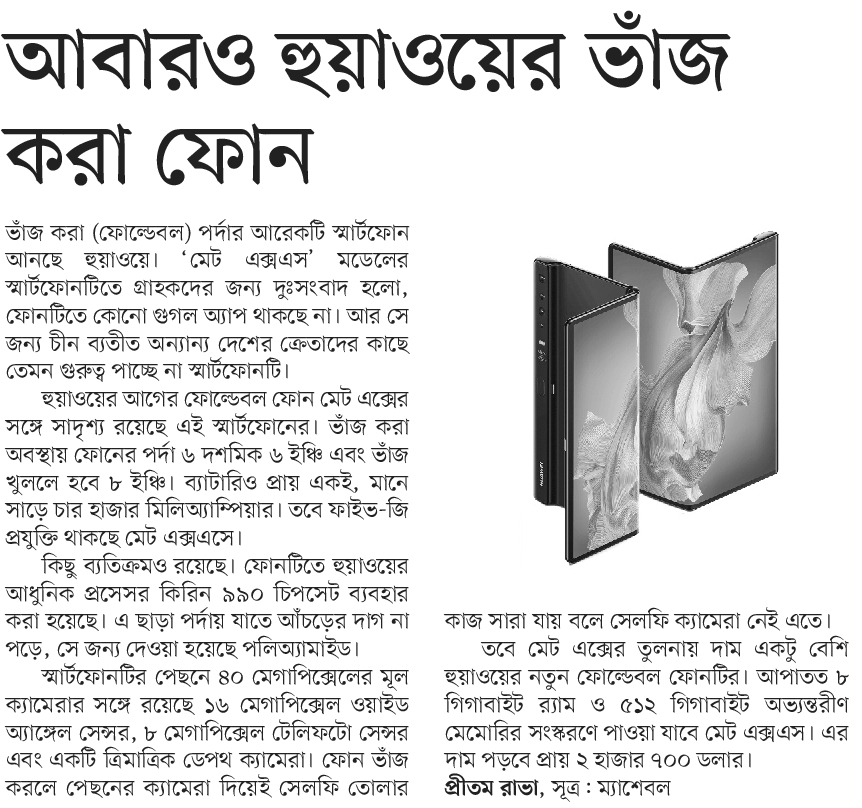 আবারও হুয়াওয়ের ভাঁজ
করা ফোন
ভাঁজ করা (ফোল্ডেবল) পর্দার আরেকটি স্মার্টফোন
আনছে হুয়াওয়ে। ‘মেট এক্সএস’ মডেলের
স্মার্টফোনটিতে গ্রাহকদের জন্য দুঃসংবাদ হলো,
ফোনটিতে কোনো গুগল অ্যাপ থাকছে না। আর সে
জন্য চীন ব্যতীত অন্যান্য দেশের ক্রেতাদের কাছে
তেমন গুরুত্ব পাচ্ছে না স্মার্টফোনটি।
হুয়াওয়ের আগের ফোল্ডেবল ফোন মেট এক্সের
সঙ্গে সাদৃশ্য রয়েছে এই স্মার্টফোনের। ভাঁজ করা
অবস্থায় ফোনের পর্দা ৬ দশমিক ৬ ইঞ্চি এবং ভাঁজ
খুললে হবে ৮ ইঞ্চি। ব্যাটারিও প্রায় একই, মানে
সাড়ে চার হাজার মিলিঅ্যাম্পিয়ার। তবে ফাইভ-জি
প্রযুক্তি থাকছে মেট এক্সএসে।
কিছু ব্যতিক্রমও রয়েছে। ফোনটিতে হুয়াওয়ের
আধুনিক প্রসেসর কিরিন ৯৯০ চিপসেট ব্যবহার
করা হয়েছে। এ ছাড়া পর্দায় যাতে আঁচড়ের দাগ না
পড়ে, সে জন্য দেওয়া হয়েছে পলিঅ্যামাইড।
স্মার্টফোনটির পেছনে ৪০ মেগাপিক্সেলের মূল
ক্যামেরার সঙ্গে রয়েছে ১৬ মেগাপিক্সেল ওয়াইড
অ্যাঙ্গেল সেন্সর, ৮ মেগাপিক্সেল টেলিফটো সেন্সর
এবং একটি ত্রিমাত্রিক ডেপথ ক্যামেরা। ফোন ভাঁজ
করলে পেছনের ক্যামেরা দিয়েই সেলফি তোলার
কাজ সারা যায় বলে সেলফি ক্যামেরা নেই এতে।
তবে মেট এক্সের তুলনায় দাম একটু বেশি
হুয়াওয়ের নতুন ফোল্ডেবল ফোনটির। আপাতত ৮
গিগাবাইট র‍্যাম ও ৫১২ গিগাবাইট অভ্যন্তরীণ
মেমোরির সংস্করণে পাওয়া যাবে মেট এক্সএস। এর
দাম পড়বে প্রায় ২ হাজার ৭০০ ডলার।
প্রীতম রাভা, সূত্র : ম্যাশেবল